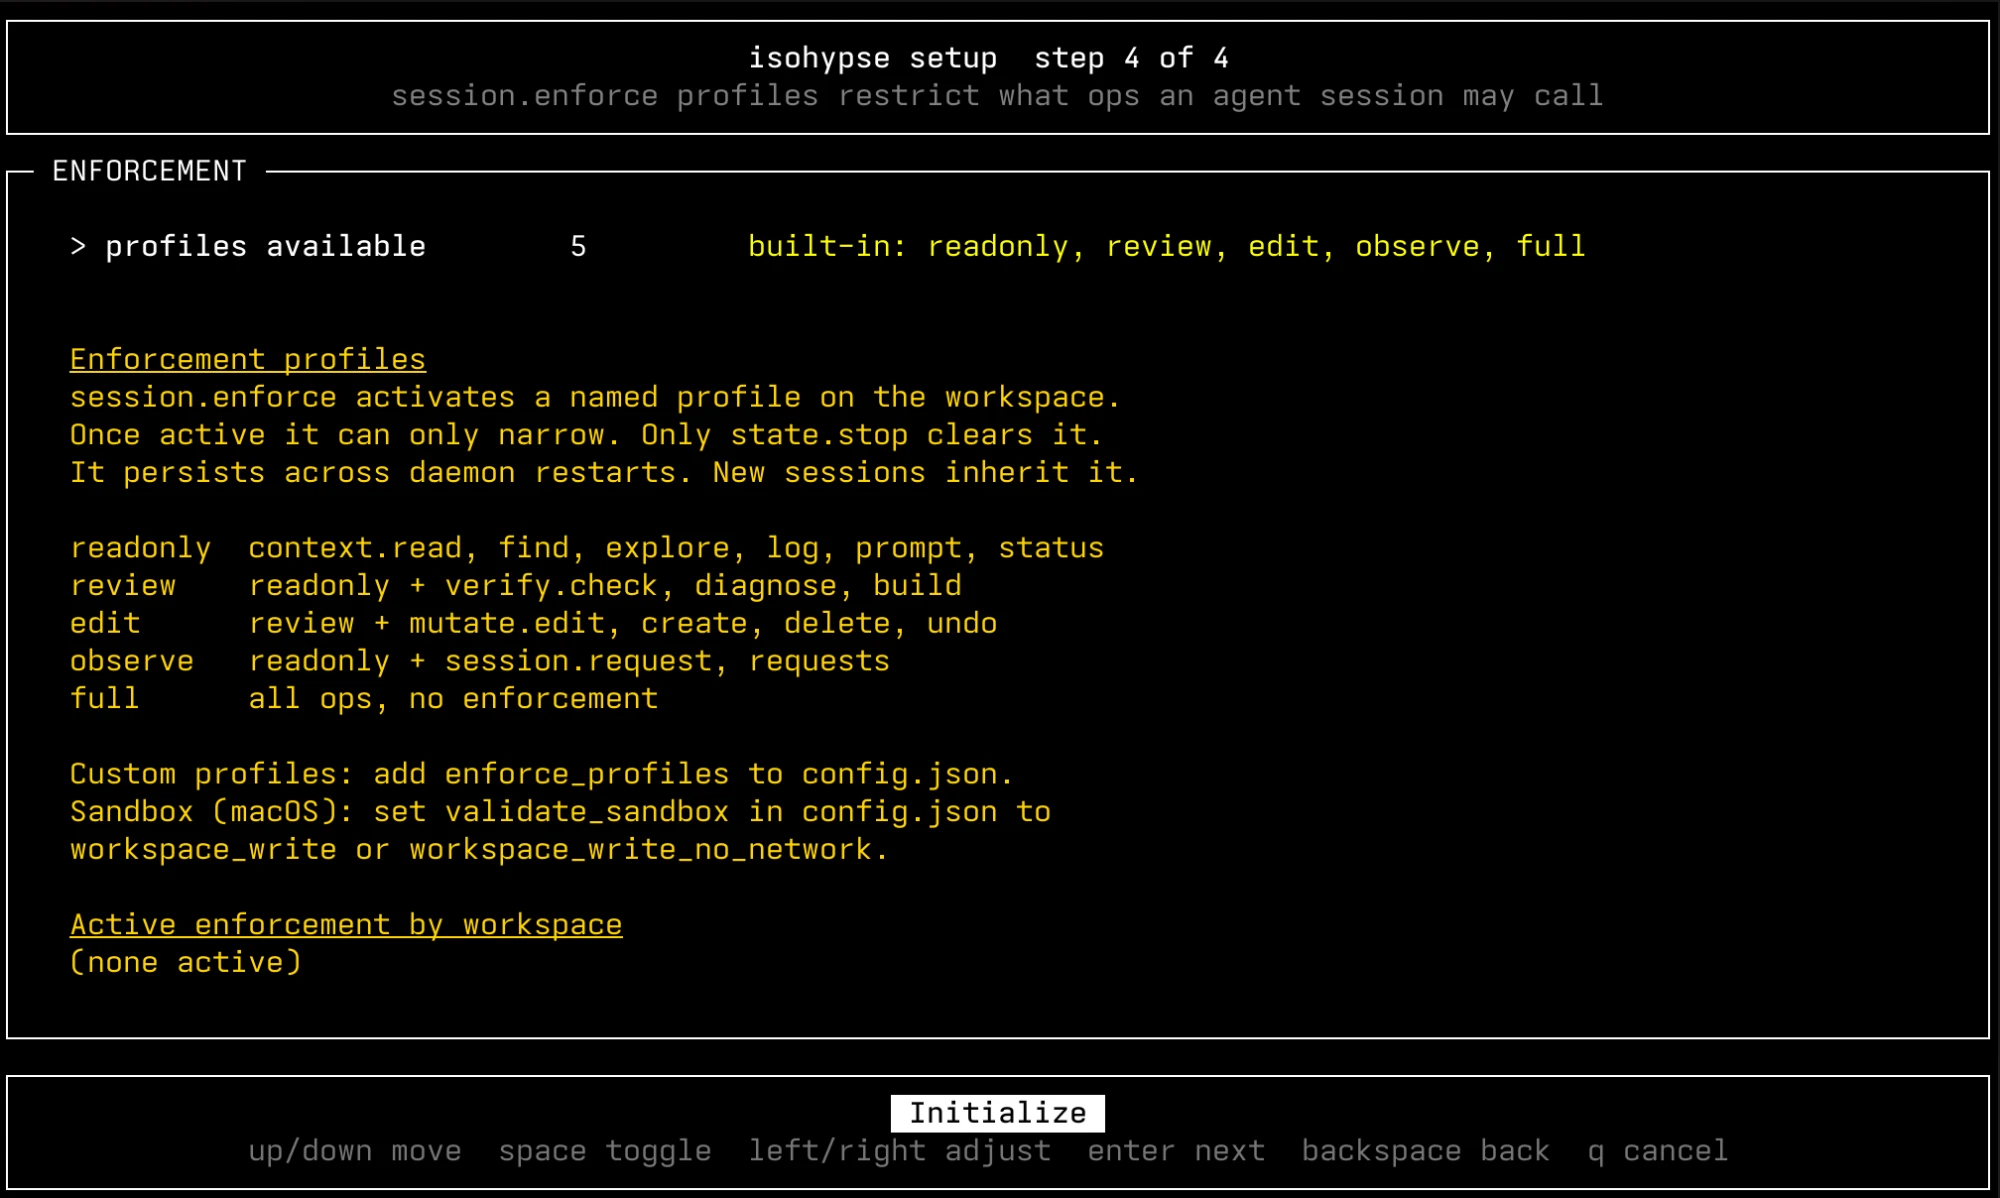 isohypse setup  step 4 of 4
session.enforce profiles restrict what ops an agent session may call
ENFORCEMENT
> profiles available        5         built-in: readonly, review, edit, observe, full
Enforcement profiles
session.enforce activates a named profile on the workspace.
Once active it can only narrow. Only state.stop clears it.
It persists across daemon restarts. New sessions inherit it.
readonly  context.read, find, explore, log, prompt, status
review    readonly + verify.check, diagnose, build
edit      review + mutate.edit, create, delete, undo
observe   readonly + session.request, requests
full      all ops, no enforcement
Custom profiles: add enforce_profiles to config.json.
Sandbox (macOS): set validate_sandbox in config.json to
workspace_write or workspace_write_no_network.
Active enforcement by workspace
(none active)
Initialize
up/down move  space toggle  left/right adjust  enter next  backspace back  q cancel